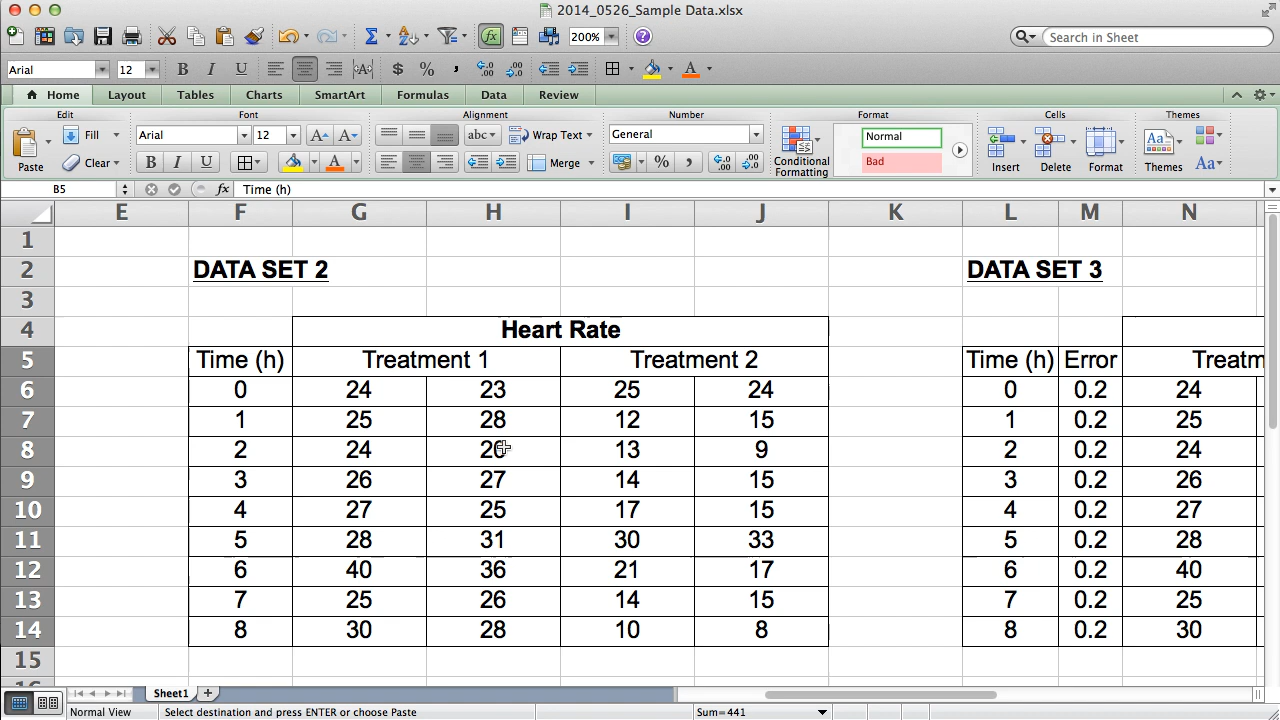 2014_0526_Sample Data.xlsx
200%
Search in Sheet
Arial 12
Home Layout Tables Charts SmartArt Formulas Data Review
Edit Font Alignment Number Format Cells Themes
Fill Arial 12 abc Wrap Text General Normal
Paste Clear Merge Conditional Formatting Bad Insert Delete Format Themes Aa
B5 fx Time (h)
E F G H I J K L M N
1
2 DATA SET 2 DATA SET 3
3
4 Heart Rate
5 Time (h) Treatment 1 Treatment 2 Time (h) Error Treatm
6 0 24 23 25 24 0 0.2 24
7 1 25 28 12 15 1 0.2 25
8 2 24 13 9 2 0.2 24
9 3 26 27 14 15 3 0.2 26
10 4 27 25 17 15 4 0.2 27
11 5 28 31 30 33 5 0.2 28
12 6 40 36 21 17 6 0.2 40
13 7 25 26 14 15 7 0.2 25
14 8 30 28 10 8 8 0.2 30
15
Sheet1
Normal View Select destination and press ENTER or choose Paste Sum=441